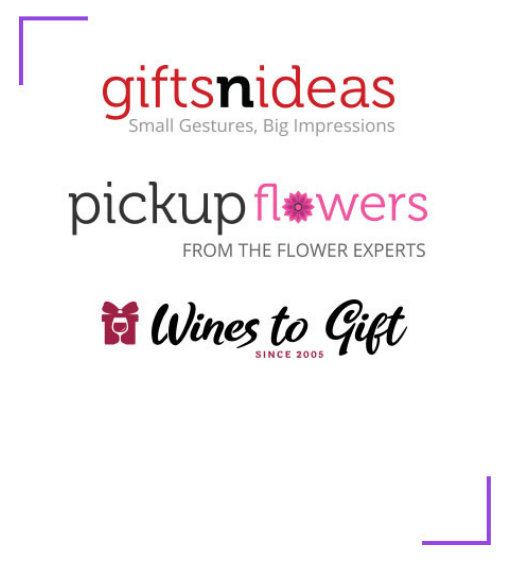 giftsnideas
Small Gestures, Big Impressions
pickupflowers
FROM THE FLOWER EXPERTS
Wines to Gift
SINCE 2005